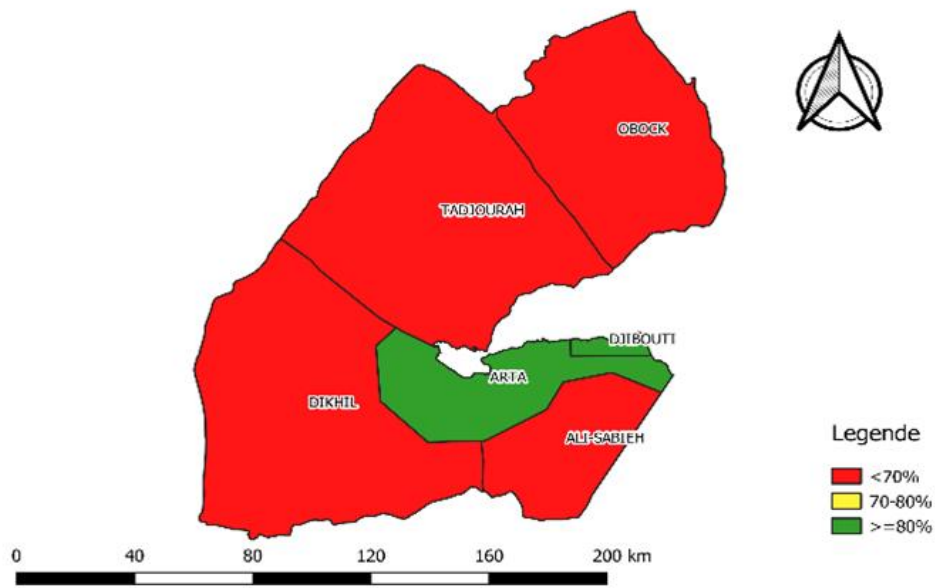 OBOCK
TADJOURAH
DJIBOUTI
ARTA
DIKHIL
ALI-SABIEH
Legende
<70%
70-80%
>=80%
0 40 80 120 160 200 km